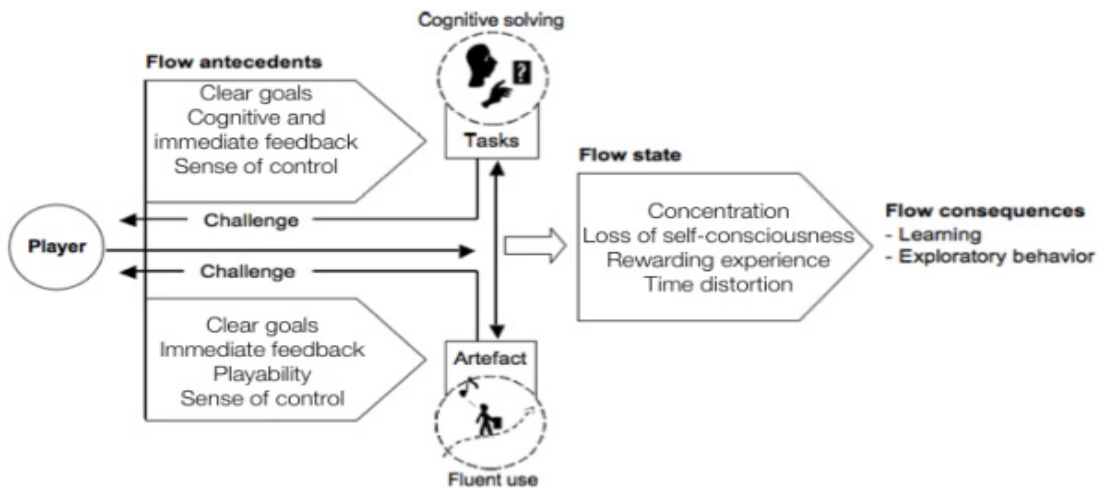 Cognitive solving
Flow antecedents
Clear goals
Cognitive and
immediate feedback
Sense of control
?
Tasks
Challenge
Player
Challenge
Clear goals
Immediate feedback
Playability
Sense of control
Artefact
Fluent use
Flow state
Concentration
Loss of self-consciousness
Rewarding experience
Time distortion
Flow consequences
- Learning
- Exploratory behavior